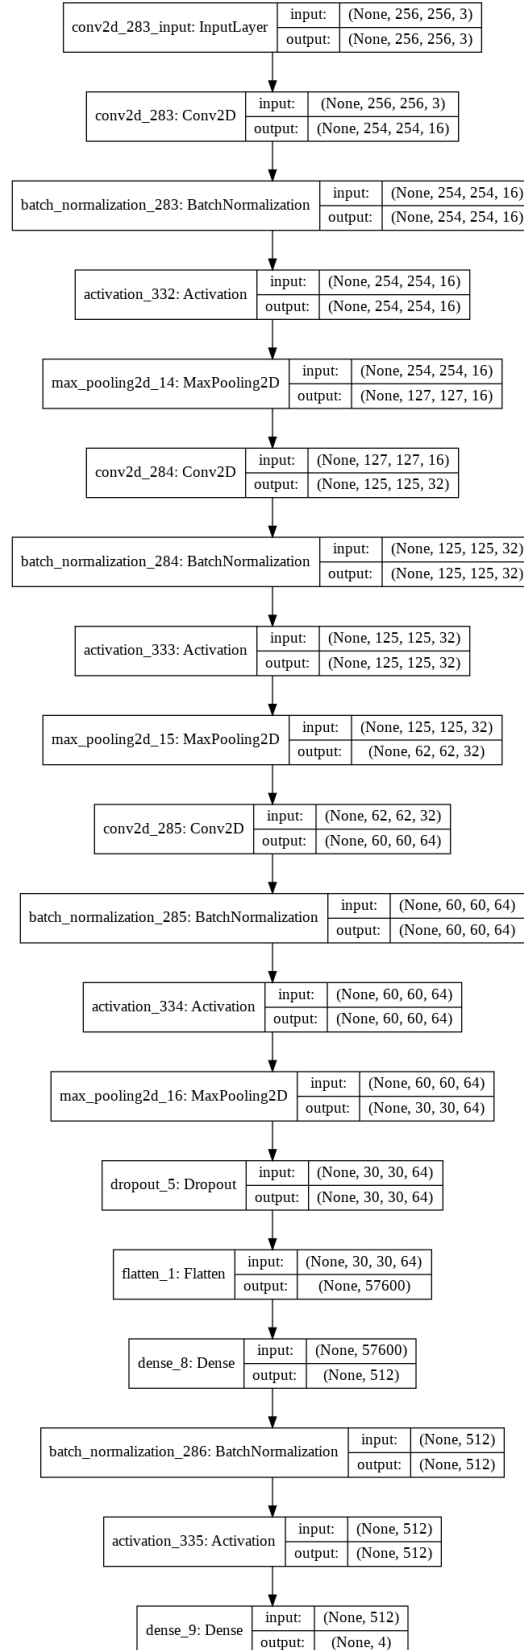 conv2d_283_input: InputLayer
input: (None, 256, 256, 3)
output: (None, 256, 256, 3)
conv2d_283: Conv2D
input: (None, 256, 256, 3)
output: (None, 254, 254, 16)
batch_normalization_283: BatchNormalization
input: (None, 254, 254, 16)
output: (None, 254, 254, 16)
activation_332: Activation
input: (None, 254, 254, 16)
output: (None, 254, 254, 16)
max_pooling2d_14: MaxPooling2D
input: (None, 254, 254, 16)
output: (None, 127, 127, 16)
conv2d_284: Conv2D
input: (None, 127, 127, 16)
output: (None, 125, 125, 32)
batch_normalization_284: BatchNormalization
input: (None, 125, 125, 32)
output: (None, 125, 125, 32)
activation_333: Activation
input: (None, 125, 125, 32)
output: (None, 125, 125, 32)
max_pooling2d_15: MaxPooling2D
input: (None, 125, 125, 32)
output: (None, 62, 62, 32)
conv2d_285: Conv2D
input: (None, 62, 62, 32)
output: (None, 60, 60, 64)
batch_normalization_285: BatchNormalization
input: (None, 60, 60, 64)
output: (None, 60, 60, 64)
activation_334: Activation
input: (None, 60, 60, 64)
output: (None, 60, 60, 64)
max_pooling2d_16: MaxPooling2D
input: (None, 60, 60, 64)
output: (None, 30, 30, 64)
dropout_5: Dropout
input: (None, 30, 30, 64)
output: (None, 30, 30, 64)
flatten_1: Flatten
input: (None, 30, 30, 64)
output: (None, 57600)
dense_8: Dense
input: (None, 57600)
output: (None, 512)
batch_normalization_286: BatchNormalization
input: (None, 512)
output: (None, 512)
activation_335: Activation
input: (None, 512)
output: (None, 512)
dense_9: Dense
input: (None, 512)
output: (None, 4)